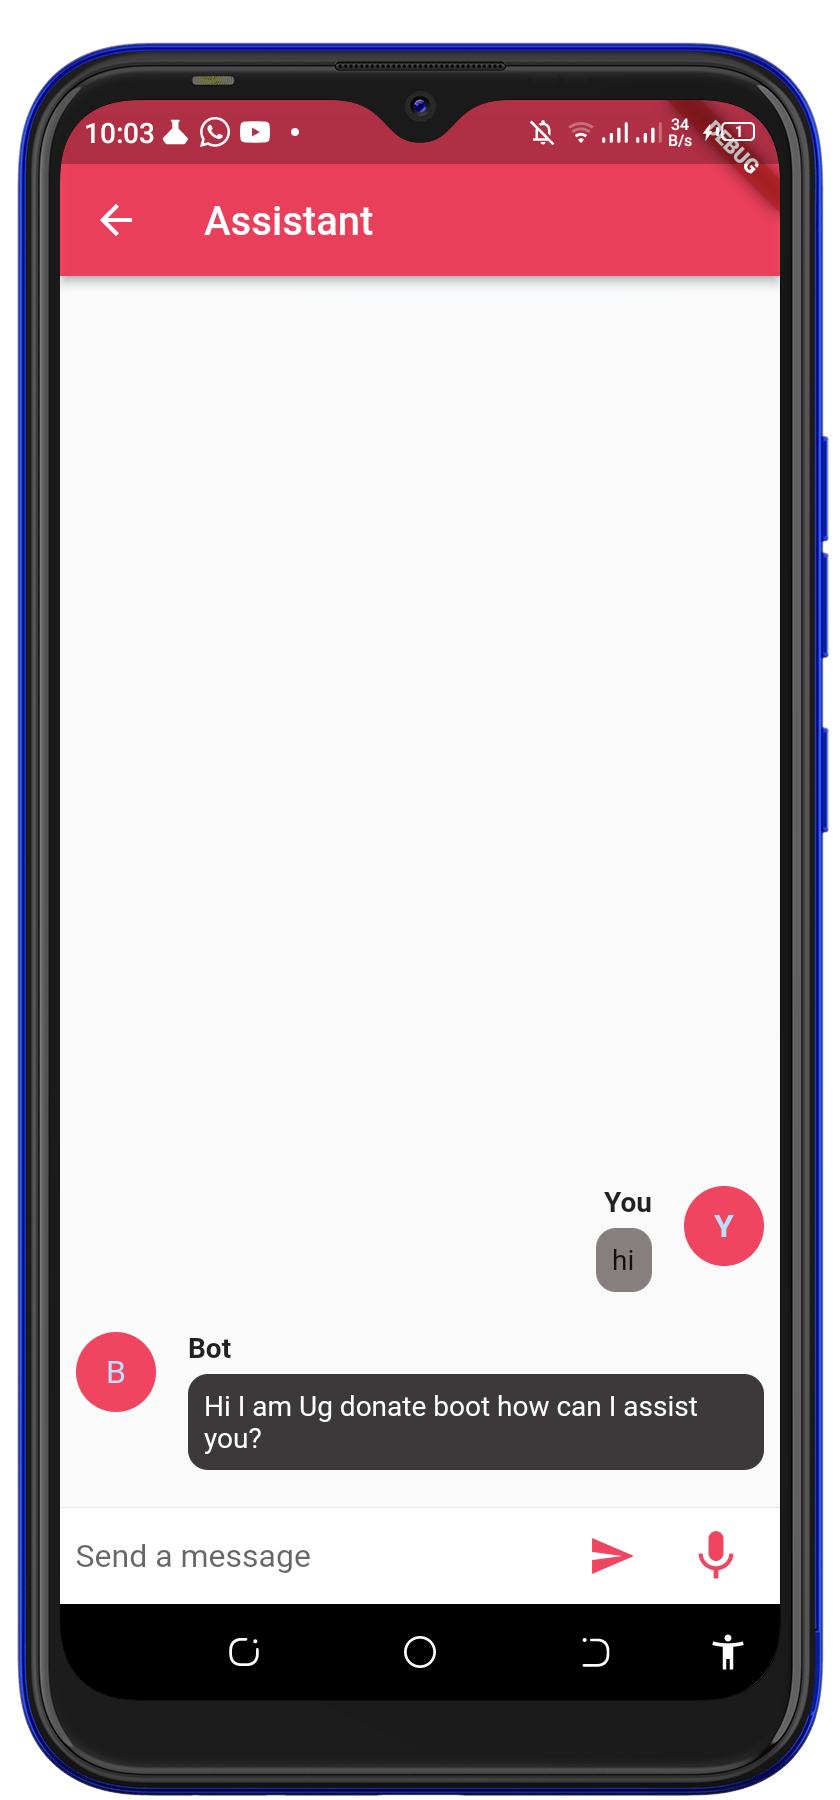 10:03
34
B/s
1
DEBUG
Assistant
You
Y
hi
Bot
B
Hi I am Ug donate boot how can I assist
you?
Send a message